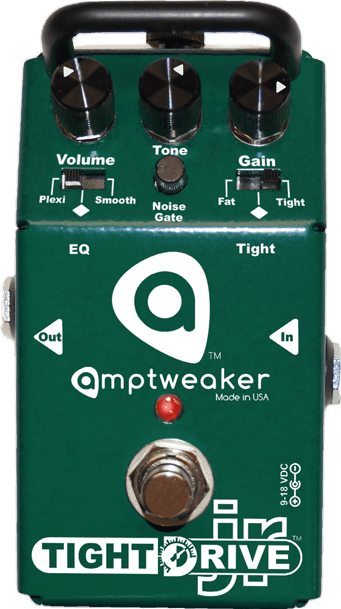 Volume
Tone
Gain
Plexi
Smooth
Noise
Gate
Fat
Tight
EQ
Tight
Out
a
In
TM
amptweaker
Made in USA
9-18 VDC
jr
TIGHT DRIVE TM